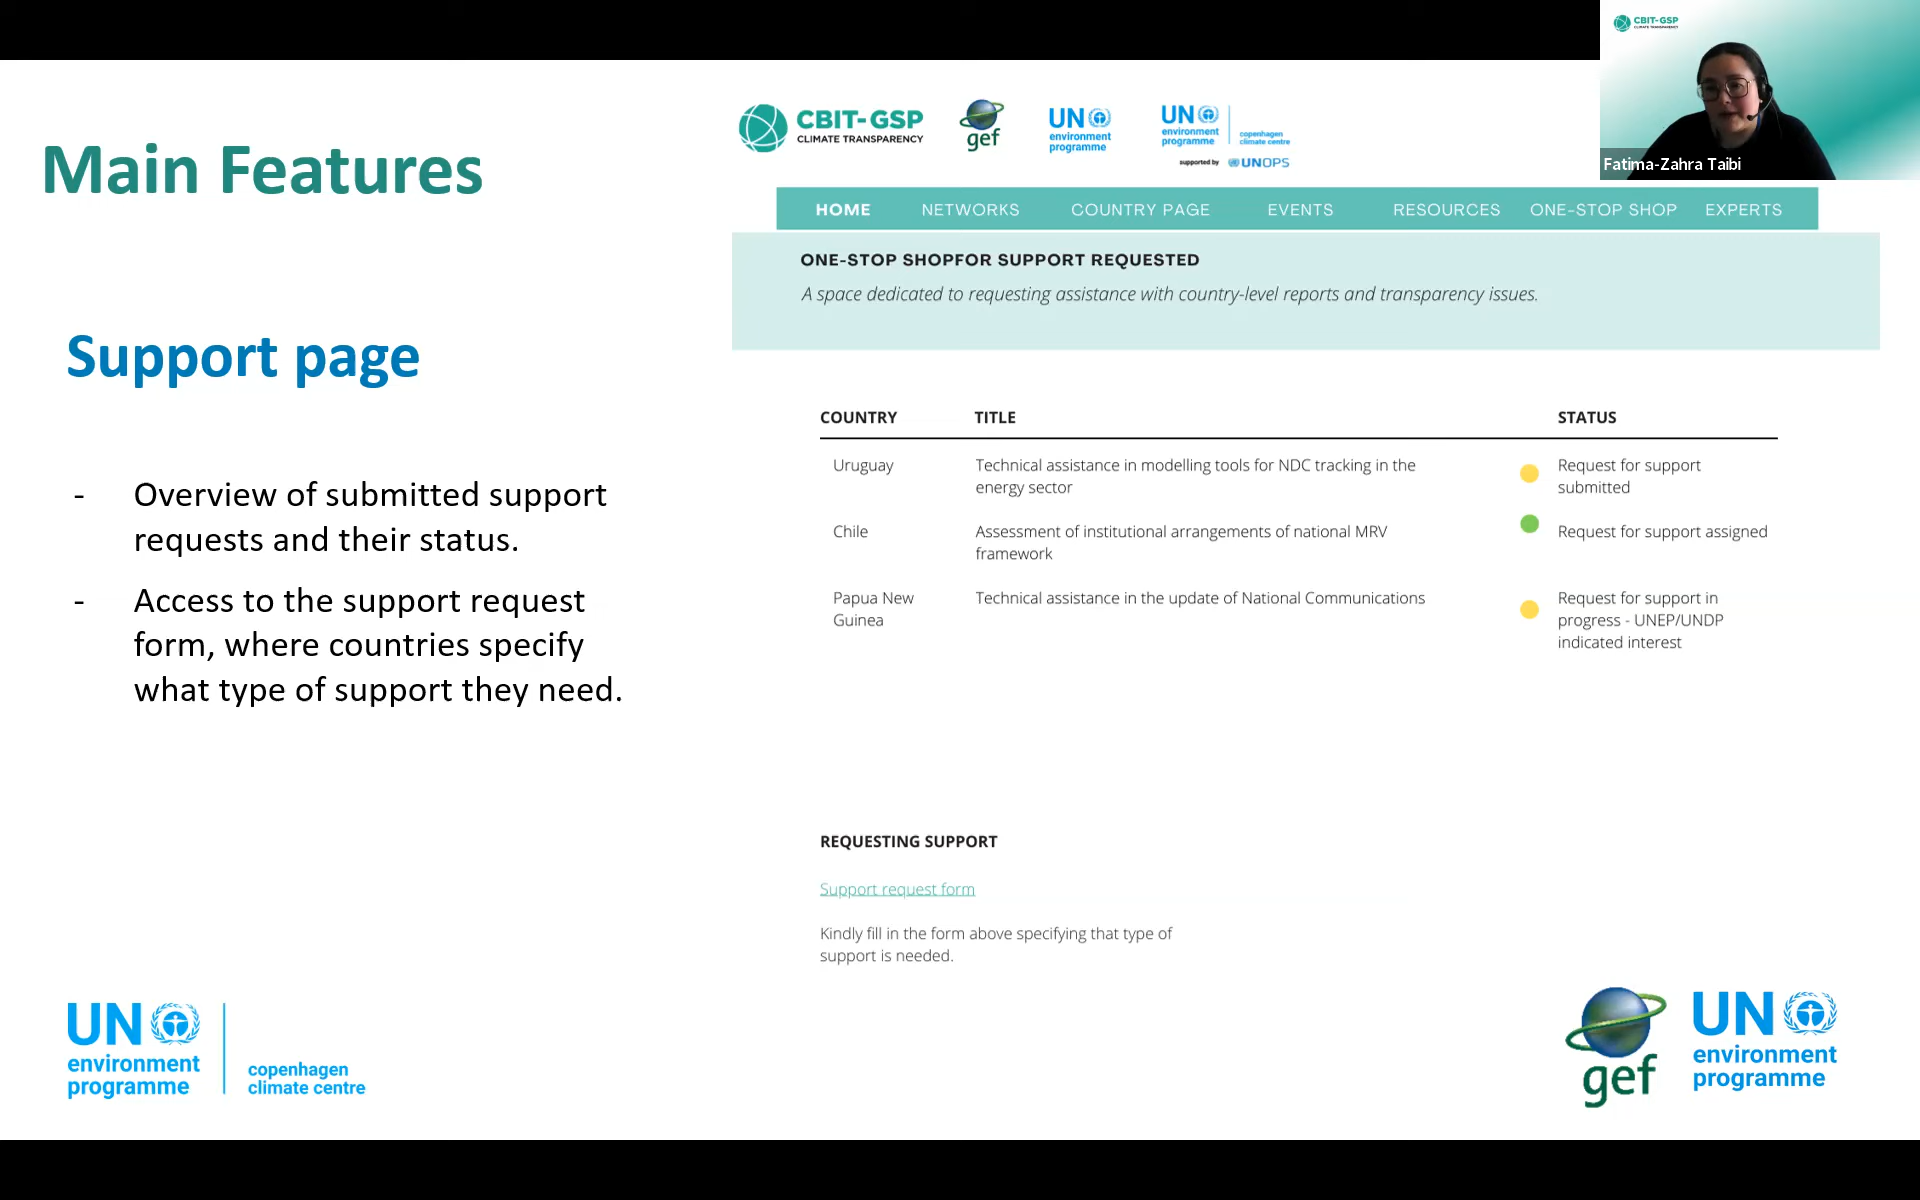 CBIT-GSP
CLIMATE TRANSPARENCY
Fatima-Zahra Taibi
Main Features
Support page
- Overview of submitted support
requests and their status.
- Access to the support request
form, where countries specify
what type of support they need.
CBIT-GSP
CLIMATE TRANSPARENCY
gef
UN
environment
programme
UN
environment
programme
copenhagen
climate centre
supported by UNOPS
HOME NETWORKS COUNTRY PAGE EVENTS RESOURCES ONE-STOP SHOP EXPERTS
ONE-STOP SHOPFOR SUPPORT REQUESTED
A space dedicated to requesting assistance with country-level reports and transparency issues.
COUNTRY TITLE STATUS
Uruguay Technical assistance in modelling tools for NDC tracking in the Request for support
energy sector submitted
Chile Assessment of institutional arrangements of national MRV Request for support assigned
framework
Papua New Technical assistance in the update of National Communications Request for support in
Guinea progress - UNEP/UNDP
indicated interest
REQUESTING SUPPORT
Support request form
Kindly fill in the form above specifying that type of
support is needed.
UN
environment
programme
copenhagen
climate centre
gef
UN
environment
programme